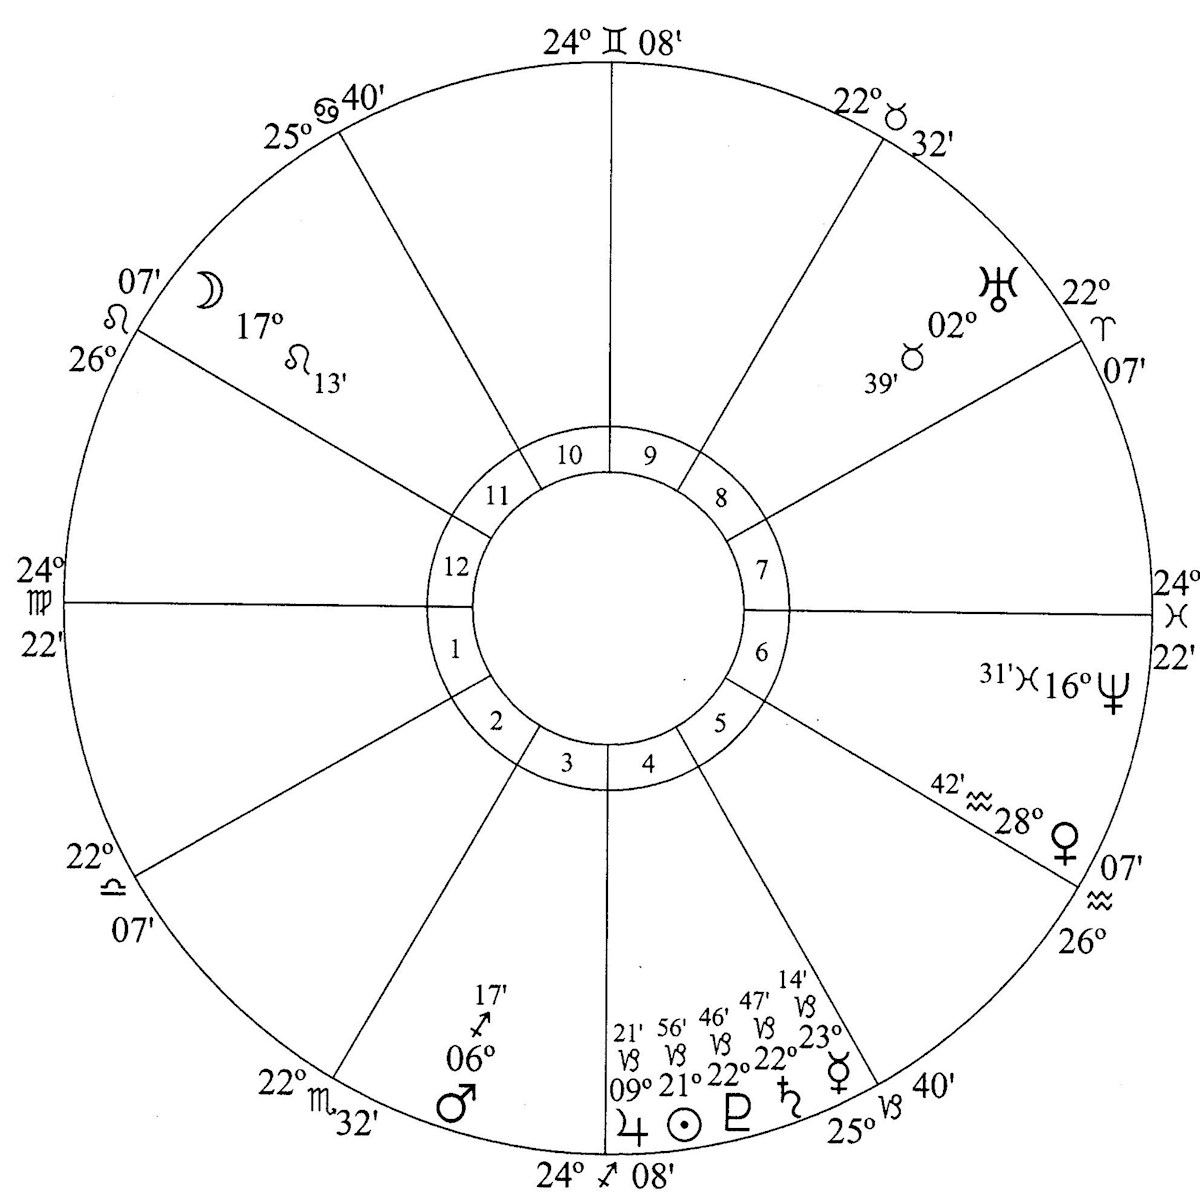 24° ♊ 08'
25° ♋ 40'
22° ♉ 32'
07' ♌ 26°
☽ 17° ♌ 13'
♅ 02° ♉ 39'
22° ♈ 07'
10 9
11 8
12 7
24° ♍ 22'
24° ♓ 22'
1 6
2 5
3 4
31' ♓ 16° ♆
42' ♒ 28° ♀
07' ♒ 26°
22° ♎ 07'
17' ♐ 06° ♂
21' ♑ 09° ♃
56' ♑ 21° ☉
46' ♑ 22° ♇
47' ♑ 22° ♄
14' ♑ 23° ☿
22° ♏ 32'
25° ♑ 40'
24° ♐ 08'